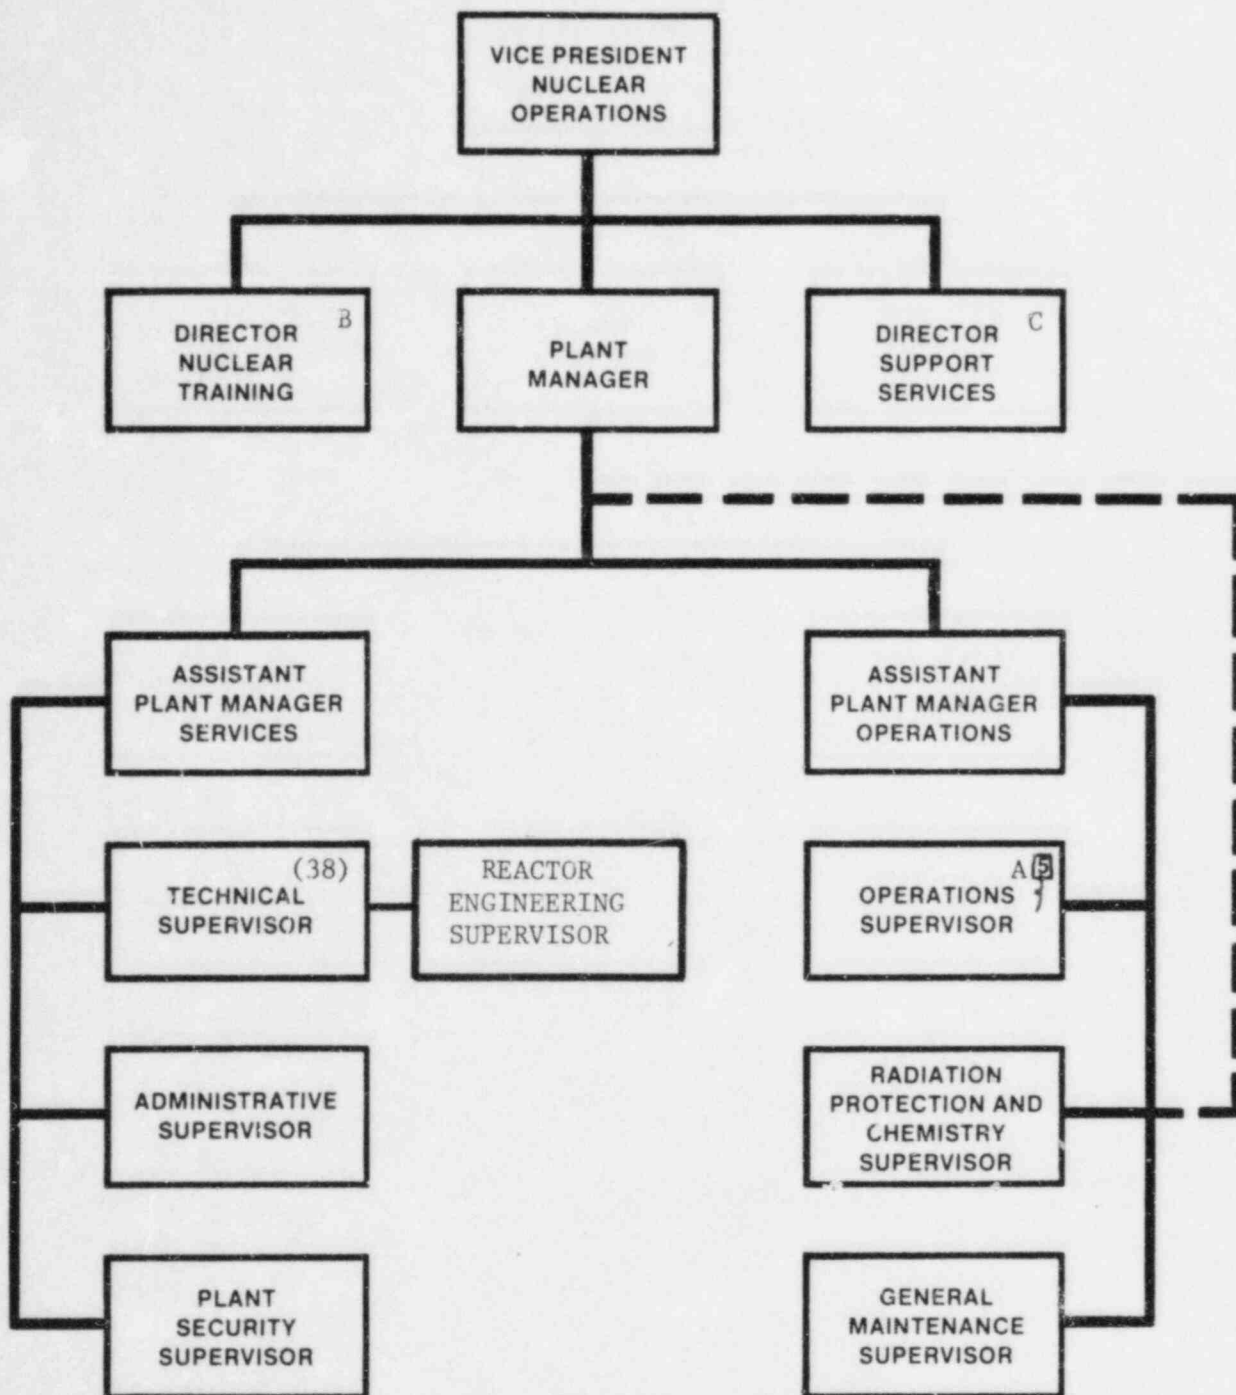 VICE PRESIDENT
NUCLEAR
OPERATIONS
DIRECTOR B
NUCLEAR
TRAINING
PLANT
MANAGER
DIRECTOR C
SUPPORT
SERVICES
ASSISTANT
PLANT MANAGER
SERVICES
ASSISTANT
PLANT MANAGER
OPERATIONS
(38)
TECHNICAL
SUPERVISOR
REACTOR
ENGINEERING
SUPERVISOR
A 5
OPERATIONS
SUPERVISOR
ADMINISTRATIVE
SUPERVISOR
RADIATION
PROTECTION AND
CHEMISTRY
SUPERVISOR
PLANT
SECURITY
SUPERVISOR
GENERAL
MAINTENANCE
SUPERVISOR